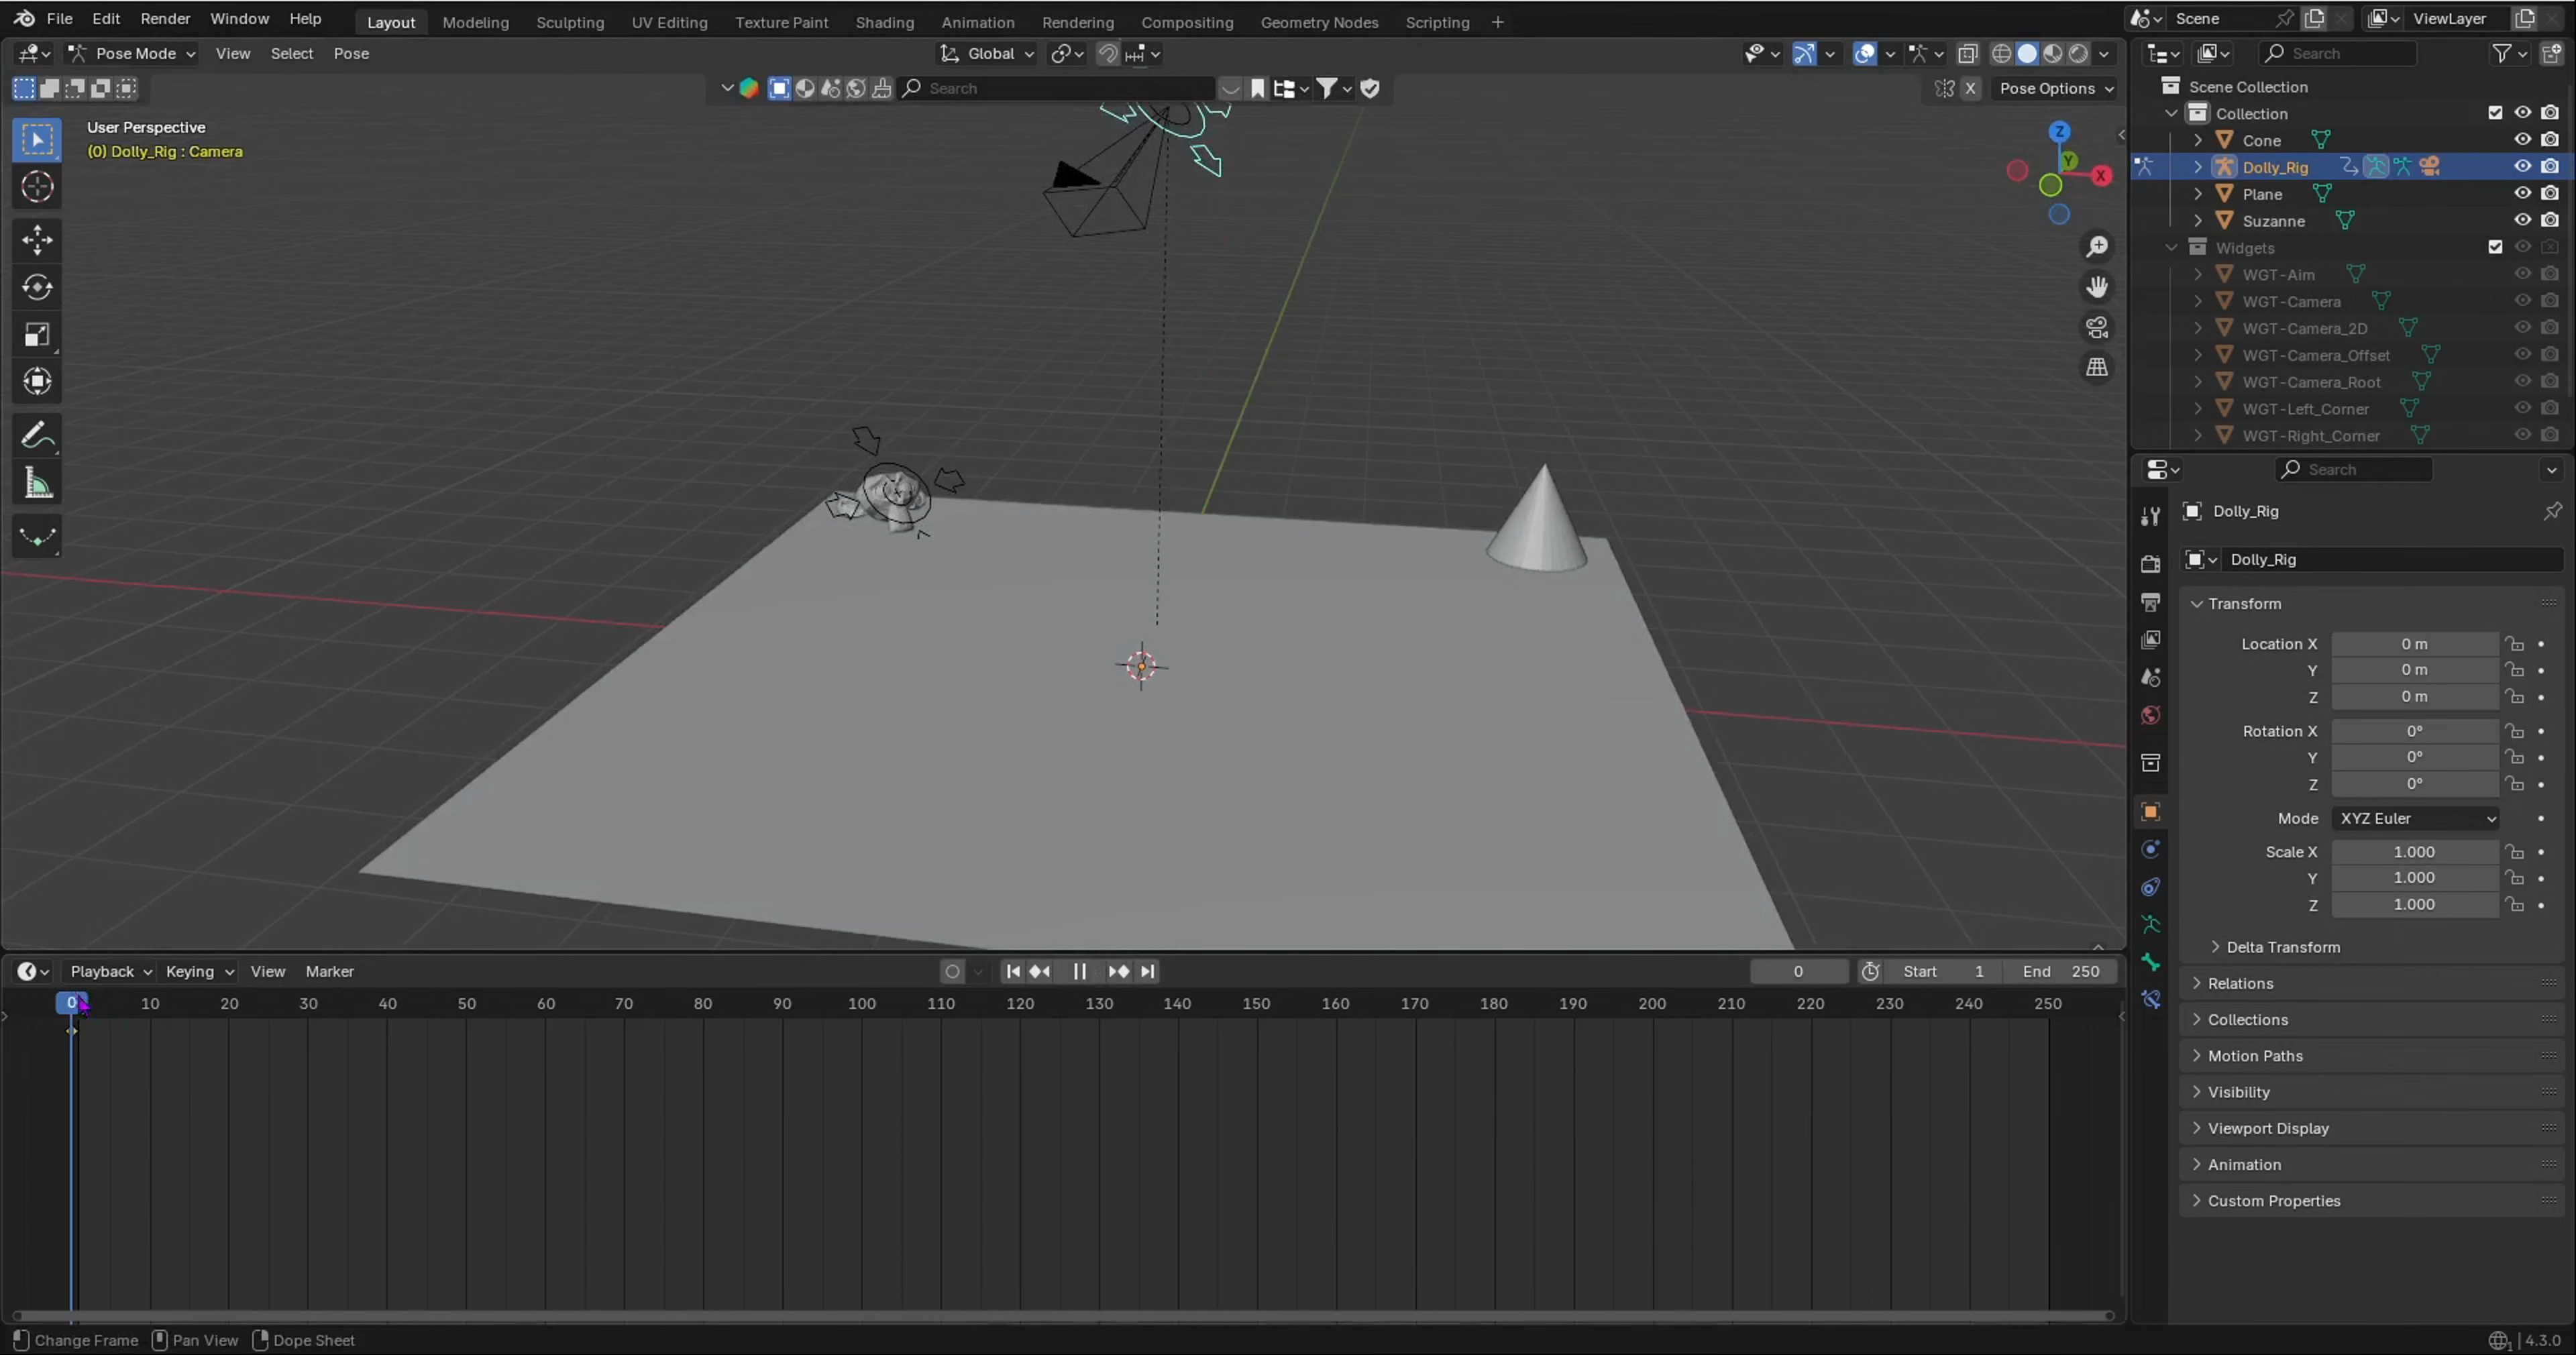 File Edit Render Window Help Layout Modeling Sculpting UV Editing Texture Paint Shading Animation Rendering Compositing Geometry Nodes Scripting + Scene ViewLayer
Pose Mode View Select Pose Global Search
Search X Pose Options
User Perspective
(0) Dolly_Rig : Camera
Z
Y
X
Scene Collection
Collection
Cone
Dolly_Rig
Plane
Suzanne
Widgets
WGT-Aim
WGT-Camera
WGT-Camera_2D
WGT-Camera_Offset
WGT-Camera_Root
WGT-Left_Corner
WGT-Right_Corner
Search
Dolly_Rig
Dolly_Rig
Transform
Location X 0 m
Y 0 m
Z 0 m
Rotation X 0°
Y 0°
Z 0°
Mode XYZ Euler
Scale X 1.000
Y 1.000
Z 1.000
Delta Transform
Relations
Collections
Motion Paths
Visibility
Viewport Display
Animation
Custom Properties
Playback Keying View Marker 0 Start 1 End 250
0 10 20 30 40 50 60 70 80 90 100 110 120 130 140 150 160 170 180 190 200 210 220 230 240 250
Change Frame Pan View Dope Sheet 4.3.0